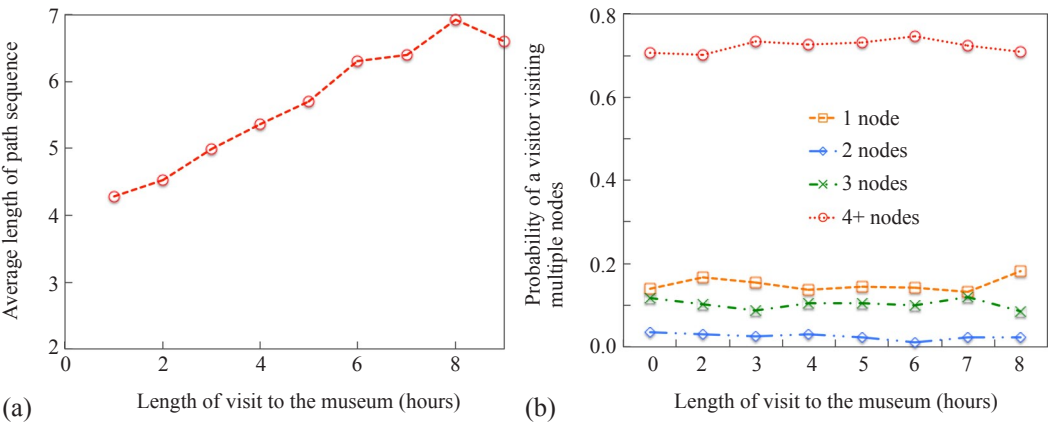 7
6
5
4
3
2
0
2
4
6
8
Average length of path sequence
Length of visit to the museum (hours)
(a)
0.8
0.6
0.4
0.2
0.0
0
2
3
4
5
6
7
8
Probability of a visitor visiting
multiple nodes
1 node
2 nodes
3 nodes
4+ nodes
Length of visit to the museum (hours)
(b)